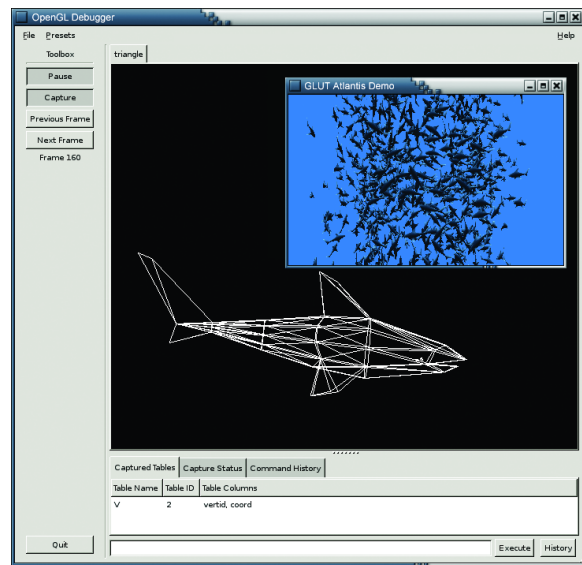 OpenGL Debugger
File Presets Help
Toolbox
Pause
Capture
Previous Frame
Next Frame
Frame 160
triangle
GLUT Atlantis Demo
Captured Tables Capture Status Command History
Table Name Table ID Table Columns
V 2 vertid, coord
Quit
Execute History